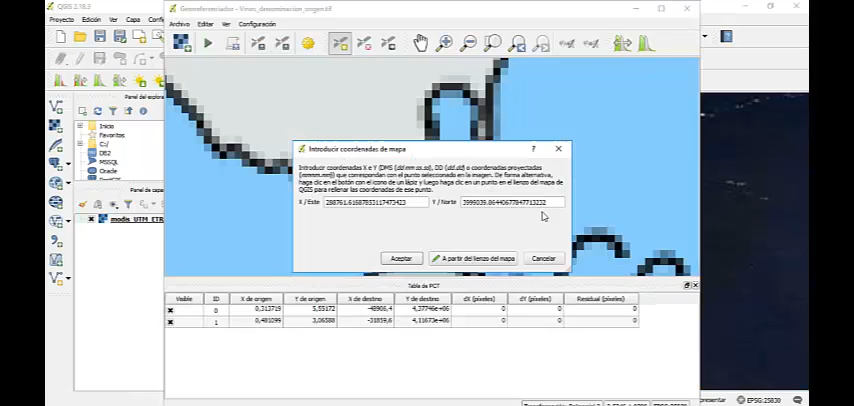 QGIS 2.18.3
Georreferenciador - Vinos_denominacion_origen.tif
Proyecto Edición Ver Capa
Archivo Editar Ver Configuración
Panel del explora
Inicio
Favoritos
C:/
DB2
MSSQL
Oracle
Panel de capas
modis_UTM_ETR
Introducir coordenadas de mapa
Introducir coordenadas X e Y (DMS (dd mm ss.ss), DD (dd.dd) o coordenadas proyectadas
(mmmm.mm)) que correspondan con el punto seleccionado en la imagen. De forma alternativa,
haga clic en el botón con el icono de un lápiz y luego haga clic en un punto en el lienzo del mapa de
QGIS para rellenar las coordenadas de ese punto.
X / Este 288761.61687853117473423 Y / Norte 3999039.86440677847713232
Aceptar A partir del lienzo del mapa Cancelar
Tabla de PCT
Visible ID X de origen Y de origen X de destino Y de destino dX (píxeles) dY (píxeles) Residual (píxeles)
0 0,313719 5,55172 -48906,4 4,37746e+06 0 0 0
1 0,481099 3,06588 -31859,6 4,11673e+06 0 0 0
EPSG:25830